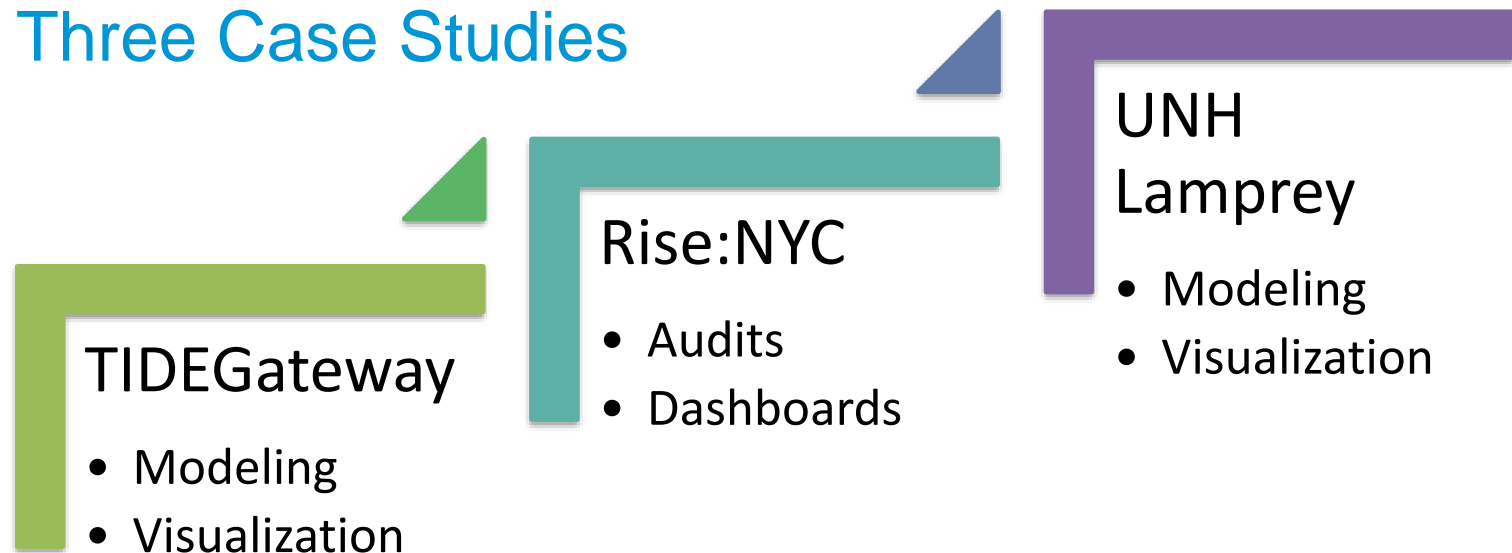 Three Case Studies
TIDEGateway
• Modeling
• Visualization
Rise:NYC
• Audits
• Dashboards
UNH
Lamprey
• Modeling
• Visualization